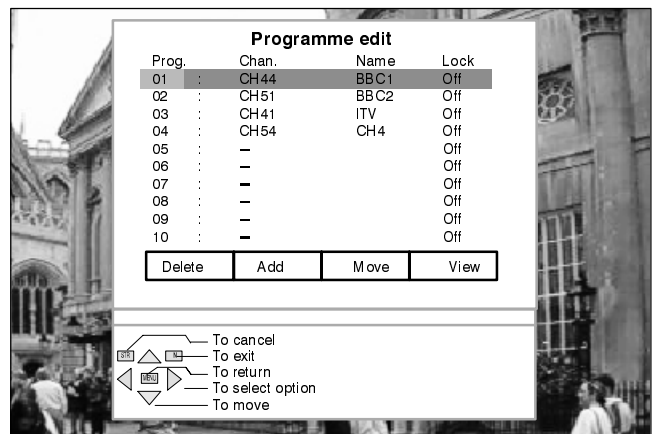 Programme edit
Prog. Chan. Name Lock
01 : CH44 BBC1 Off
02 : CH51 BBC2 Off
03 : CH41 ITV Off
04 : CH54 CH4 Off
05 : – Off
06 : – Off
07 : – Off
08 : – Off
09 : – Off
10 : – Off
Delete Add Move View
To cancel
STR N To exit
MENU To return
To select option
To move